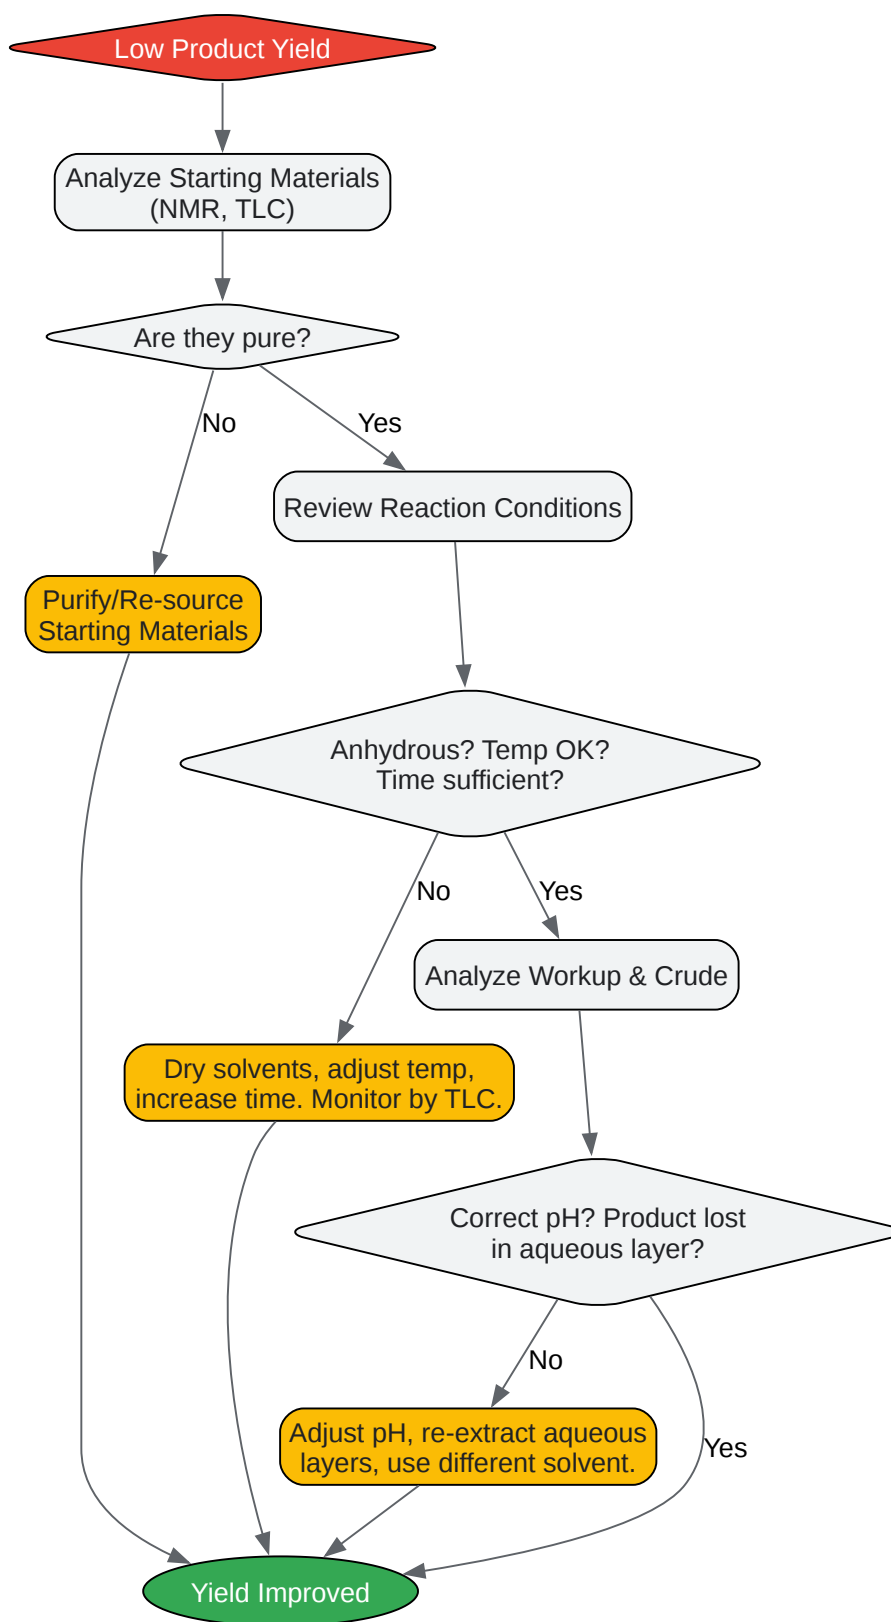 Low Product Yield
Analyze Starting Materials
(NMR, TLC)
Are they pure?
No
Yes
Review Reaction Conditions
Purify/Re-source
Starting Materials
Anhydrous? Temp OK?
Time sufficient?
No
Yes
Analyze Workup & Crude
Dry solvents, adjust temp,
increase time. Monitor by TLC.
Correct pH? Product lost
in aqueous layer?
No
Adjust pH, re-extract aqueous
layers, use different solvent.
Yes
Yield Improved